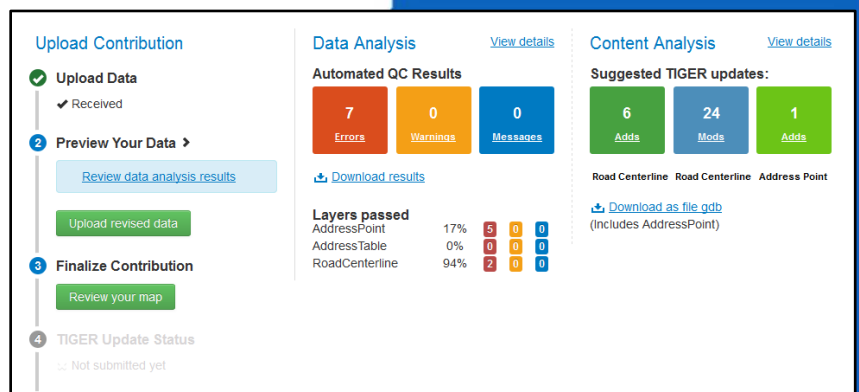 Upload Contribution
Upload Data
Received
2 Preview Your Data
Review data analysis results
Upload revised data
3 Finalize Contribution
Review your map
4 TIGER Update Status
Not submitted yet
Data Analysis View details
Automated QC Results
7 0 0
Errors Warnings Messages
Download results
Layers passed
AddressPoint 17% 5 0 0
AddressTable 0% 0 0 0
RoadCenterline 94% 2 0 0
Content Analysis View details
Suggested TIGER updates:
6 24 1
Adds Mods Adds
Road Centerline Road Centerline Address Point
Download as file gdb
(Includes AddressPoint)